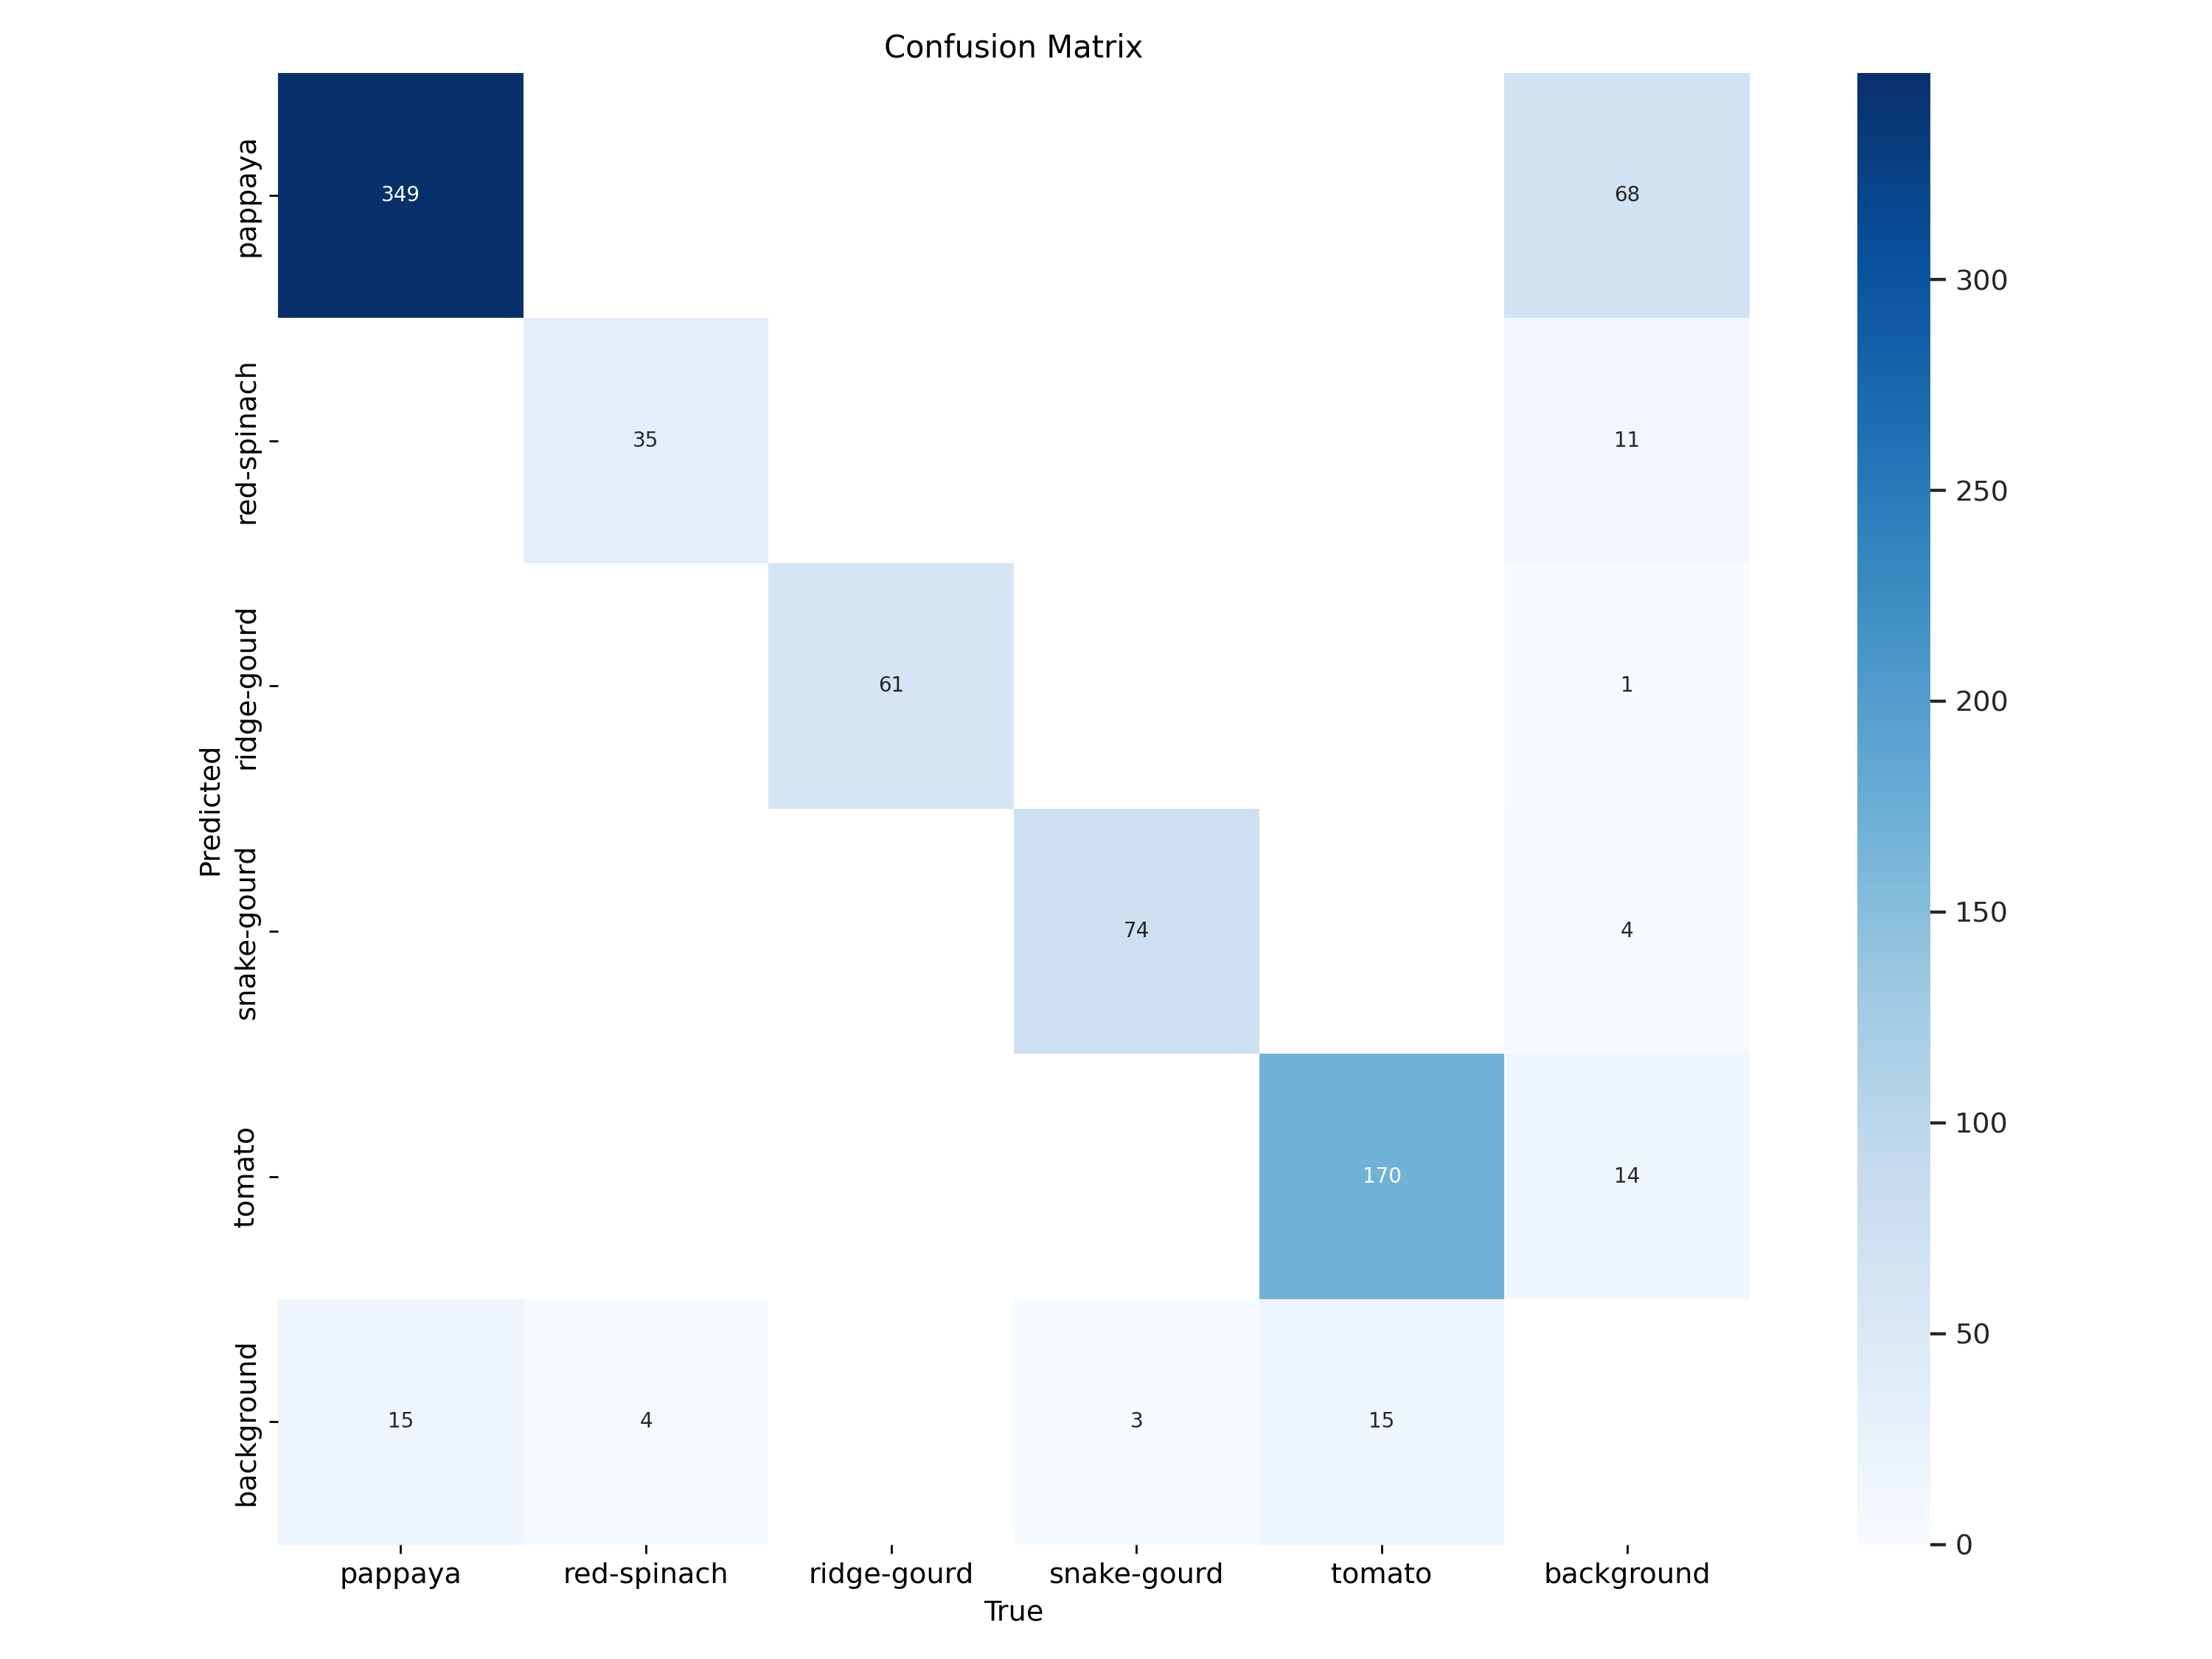 Confusion Matrix
pappaya
349
68
red-spinach
35
11
ridge-gourd
61
1
snake-gourd
74
4
tomato
170
14
background
15
4
3
15
Predicted
pappaya
red-spinach
ridge-gourd
snake-gourd
tomato
background
True
300
250
200
150
100
50
0